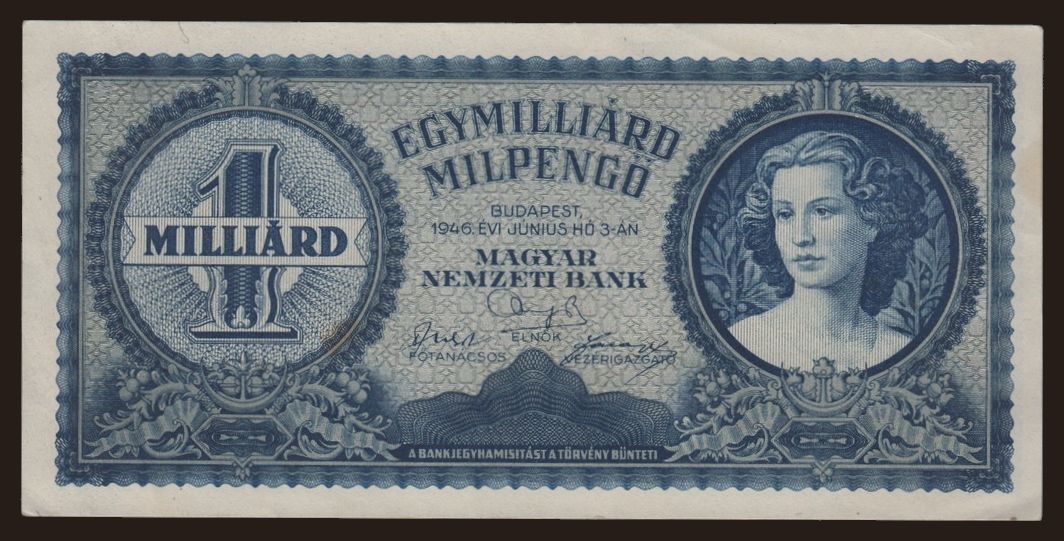 1
MILLIÁRD
EGYMILLIÁRD
MILPENGŐ
BUDAPEST,
1946. ÉVI JÚNIUS HÓ 3-ÁN
MAGYAR
NEMZETI BANK
ELNÖK
FŐTANÁCSOS VEZÉRIGAZGATÓ
A BANKJEGYHAMISITÁST A TÖRVÉNY BÜNTETI